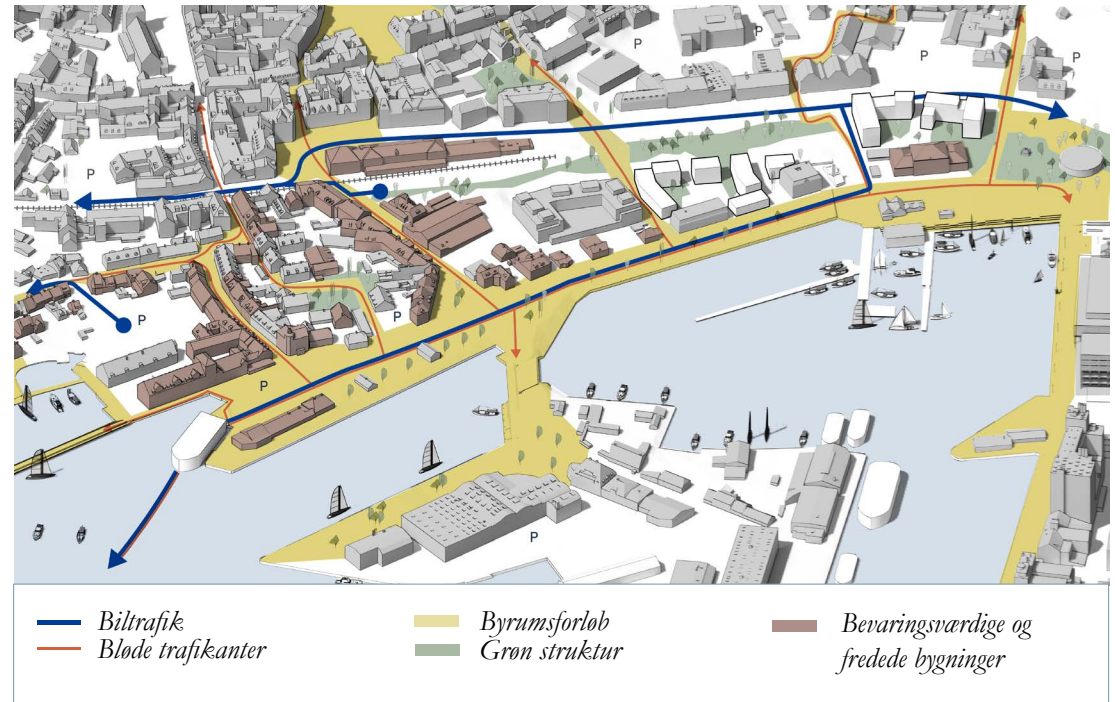 P
P
P
P
P
P
P
P
P
Biltrafik
Bløde trafikanter
Byrumsforløb
Grøn struktur
Bevaringsværdige og
fredede bygninger